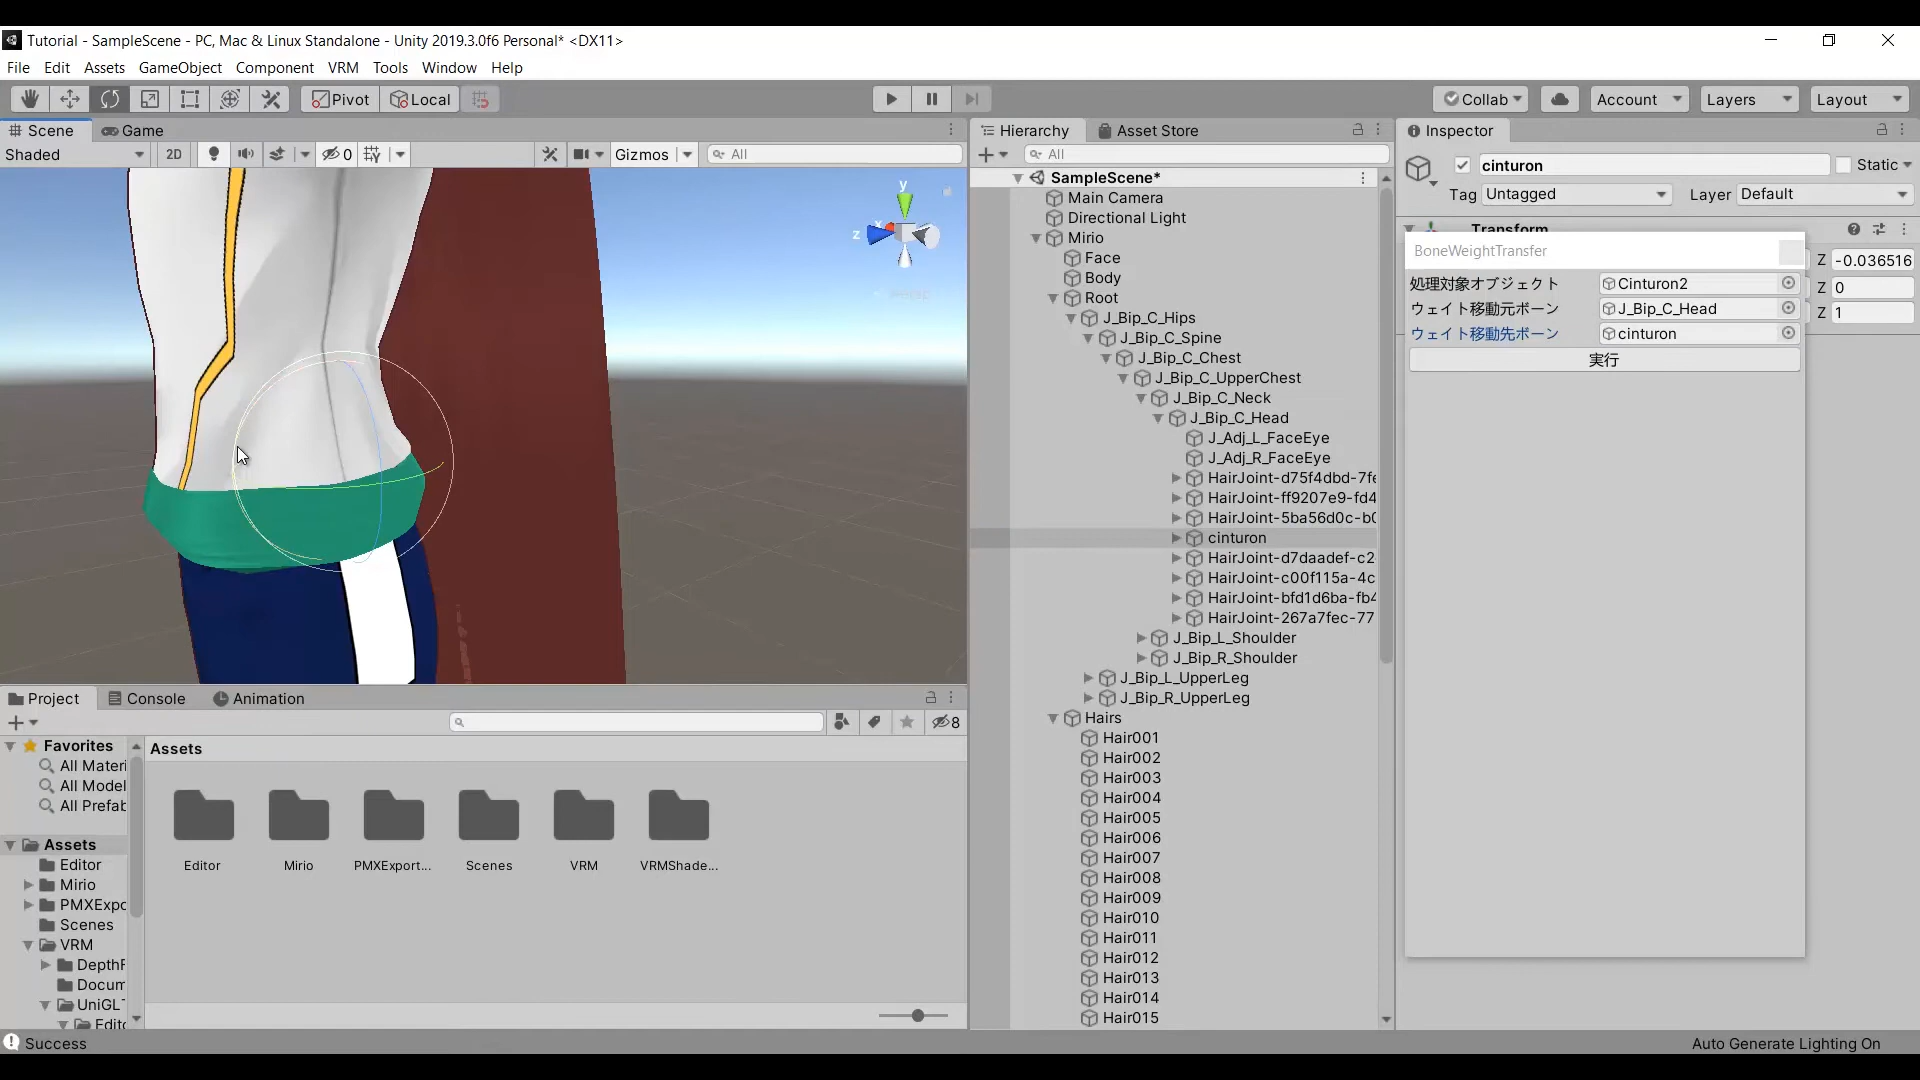 Tutorial - SampleScene - PC, Mac & Linux Standalone - Unity 2019.3.0f6 Personal* <DX11>
File Edit Assets GameObject Component VRM Tools Window Help
Pivot Local Collab Account Layers Layout
Scene Game
Shaded 2D 0 Gizmos All
y
x
z
Hierarchy Asset Store
All
SampleScene*
Main Camera
Directional Light
Mirio
Face
Body
Root
J_Bip_C_Hips
J_Bip_C_Spine
J_Bip_C_Chest
J_Bip_C_UpperChest
J_Bip_C_Neck
J_Bip_C_Head
J_Adj_L_FaceEye
J_Adj_R_FaceEye
HairJoint-d75f4dbd-7fe
HairJoint-ff9207e9-fd4
HairJoint-5ba56d0c-b0
cinturon
HairJoint-d7daadef-c2
HairJoint-c00f115a-4c
HairJoint-bfd1d6ba-fb4
HairJoint-267a7fec-77
J_Bip_L_Shoulder
J_Bip_R_Shoulder
J_Bip_L_UpperLeg
J_Bip_R_UpperLeg
Hairs
Hair001
Hair002
Hair003
Hair004
Hair005
Hair006
Hair007
Hair008
Hair009
Hair010
Hair011
Hair012
Hair013
Hair014
Hair015
Inspector
cinturon Static
Tag Untagged Layer Default
Transform
Z -0.036516
Z 0
Z 1
BoneWeightTransfer
処理対象オブジェクト Cinturon2
ウェイト移動元ボーン J_Bip_C_Head
ウェイト移動先ボーン cinturon
実行
Project Console Animation
8
Favorites
All Materi
All Model
All Prefab
Assets
Editor
Mirio
PMXExpo
Scenes
VRM
DepthF
Docum
UniGLT
Edito
Assets
Editor Mirio PMXExport... Scenes VRM VRMShade...
Success
Auto Generate Lighting On